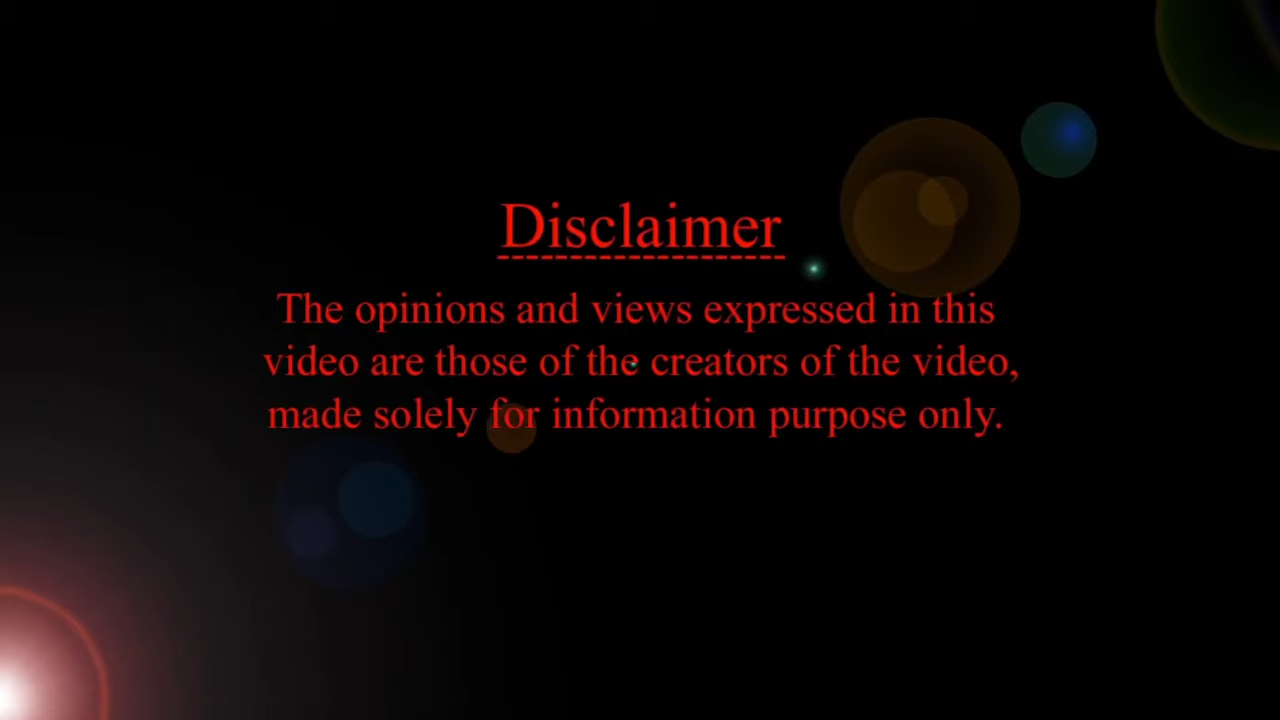 Disclaimer
The opinions and views expressed in this
video are those of the creators of the video,
made solely for information purpose only.